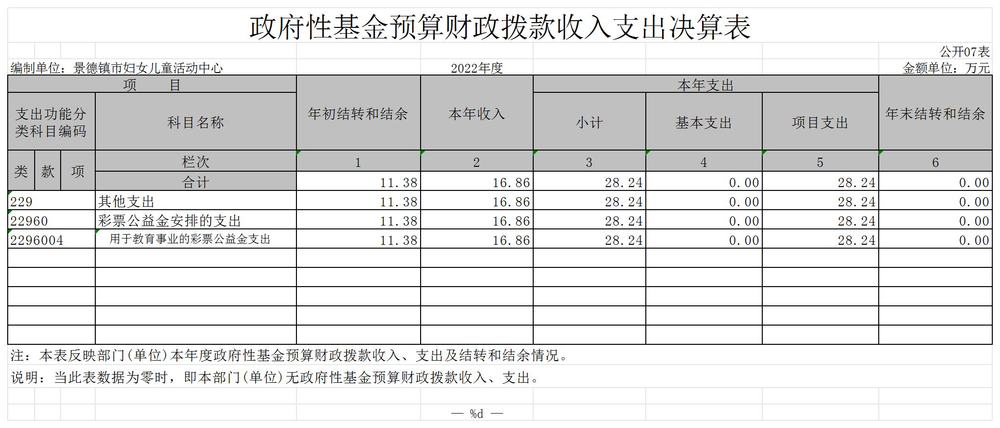 政府性基金预算财政拨款收入支出决算表
公开07表
编制单位：景德镇市妇女儿童活动中心 2022年度 金额单位：万元
项 目 年初结转和结余 本年收入 本年支出 年末结转和结余
支出功能分类科目编码 科目名称 小计 基本支出 项目支出
类 款 项 栏次 1 2 3 4 5 6
合计 11.38 16.86 28.24 0.00 28.24 0.00
229 其他支出 11.38 16.86 28.24 0.00 28.24 0.00
22960 彩票公益金安排的支出 11.38 16.86 28.24 0.00 28.24 0.00
2296004 用于教育事业的彩票公益金支出 11.38 16.86 28.24 0.00 28.24 0.00
注：本表反映部门(单位)本年度政府性基金预算财政拨款收入、支出及结转和结余情况。
说明：当此表数据为零时，即本部门(单位)无政府性基金预算财政拨款收入、支出。
— %d —